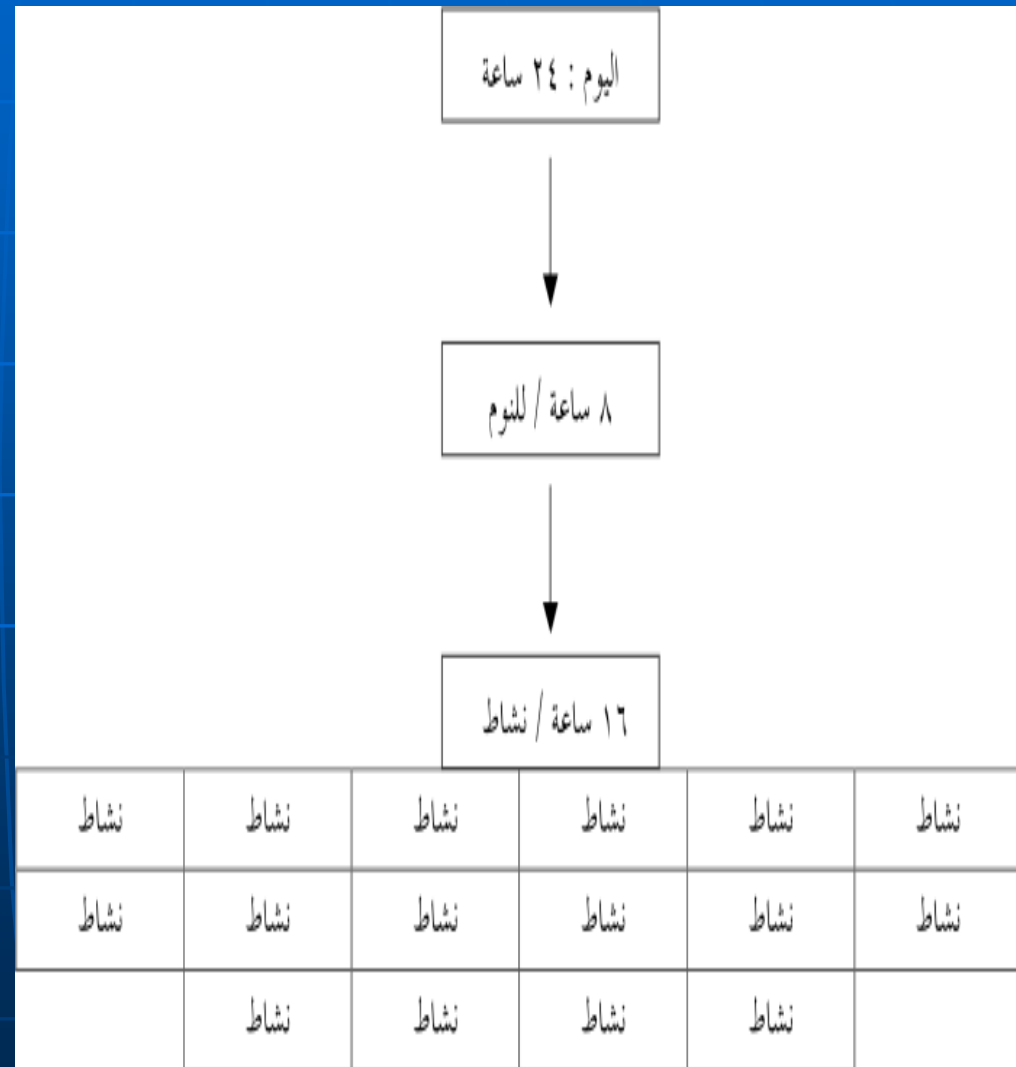 اليوم : ٢٤ ساعة
٨ ساعة / للنوم
١٦ ساعة / نشاط
نشاط نشاط نشاط نشاط نشاط نشاط
نشاط نشاط نشاط نشاط نشاط نشاط
نشاط نشاط نشاط نشاط